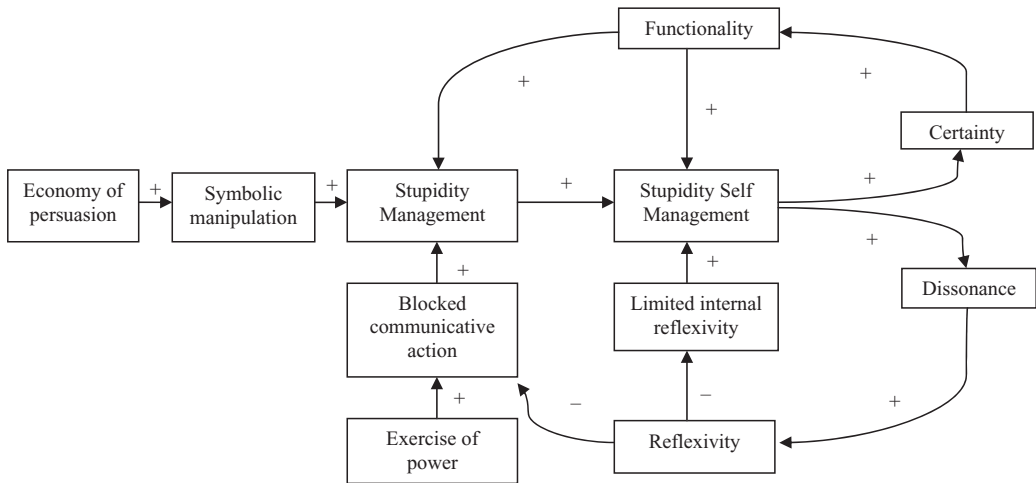 Functionality
+
+
+
Certainty
Economy of
persuasion
+
Symbolic
manipulation
+
Stupidity
Management
+
Stupidity Self
Management
+
+
+
+
Dissonance
Blocked
communicative
action
Limited internal
reflexivity
+
−
−
+
Exercise of
power
Reflexivity